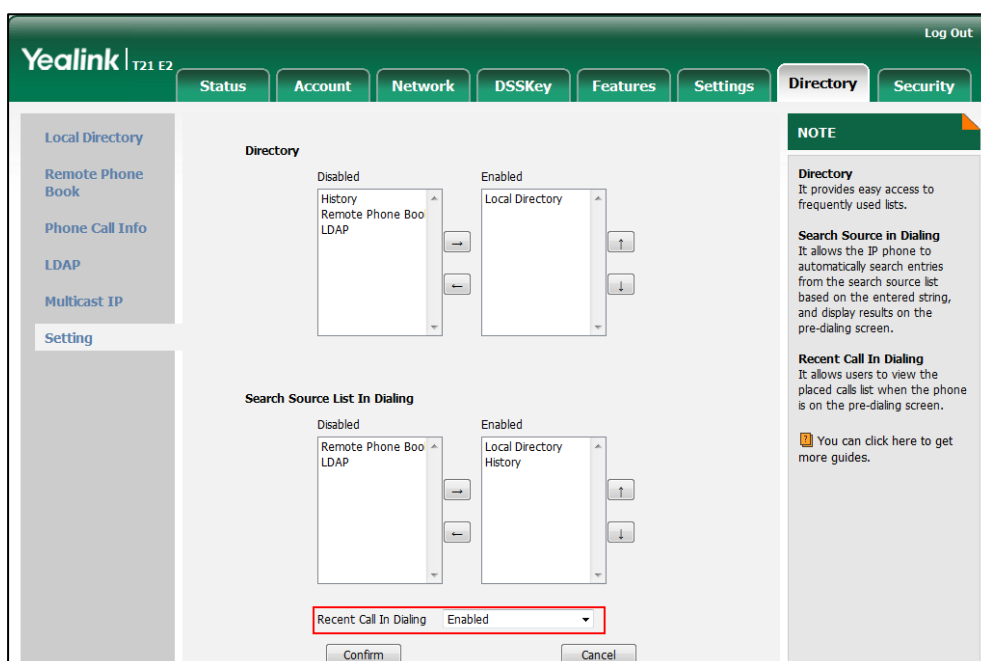 Log Out
Yealink | T21 E2
Status
Account
Network
DSSKey
Features
Settings
Directory
Security
Local Directory
Remote Phone
Book
Phone Call Info
LDAP
Multicast IP
Setting
Directory
Disabled
History
Remote Phone Boo
LDAP
→
←
Enabled
Local Directory
↑
↓
Search Source List In Dialing
Disabled
Remote Phone Boo
LDAP
→
←
Enabled
Local Directory
History
↑
↓
Recent Call In Dialing Enabled
Confirm
Cancel
NOTE
Directory
It provides easy access to
frequently used lists.
Search Source in Dialing
It allows the IP phone to
automatically search entries
from the search source list
based on the entered string,
and display results on the
pre-dialing screen.
Recent Call In Dialing
It allows users to view the
placed calls list when the phone
is on the pre-dialing screen.
? You can click here to get
more guides.